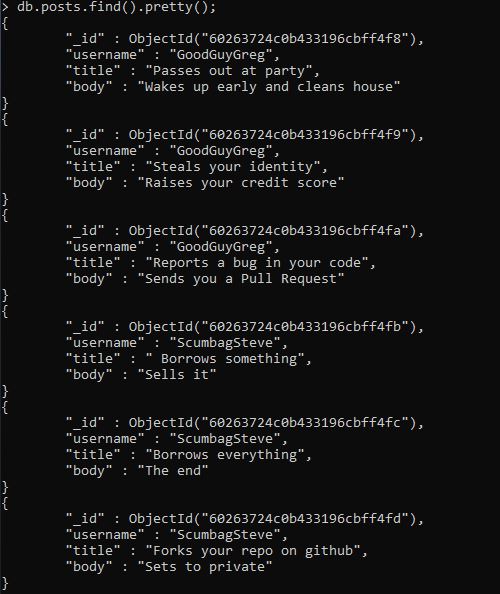 > db.posts.find().pretty();
{
        "_id" : ObjectId("60263724c0b433196cbff4f8"),
        "username" : "GoodGuyGreg",
        "title" : "Passes out at party",
        "body" : "Wakes up early and cleans house"
}
{
        "_id" : ObjectId("60263724c0b433196cbff4f9"),
        "username" : "GoodGuyGreg",
        "title" : "Steals your identity",
        "body" : "Raises your credit score"
}
{
        "_id" : ObjectId("60263724c0b433196cbff4fa"),
        "username" : "GoodGuyGreg",
        "title" : "Reports a bug in your code",
        "body" : "Sends you a Pull Request"
}
{
        "_id" : ObjectId("60263724c0b433196cbff4fb"),
        "username" : "ScumbagSteve",
        "title" : " Borrows something",
        "body" : "Sells it"
}
{
        "_id" : ObjectId("60263724c0b433196cbff4fc"),
        "username" : "ScumbagSteve",
        "title" : "Borrows everything",
        "body" : "The end"
}
{
        "_id" : ObjectId("60263724c0b433196cbff4fd"),
        "username" : "ScumbagSteve",
        "title" : "Forks your repo on github",
        "body" : "Sets to private"
}